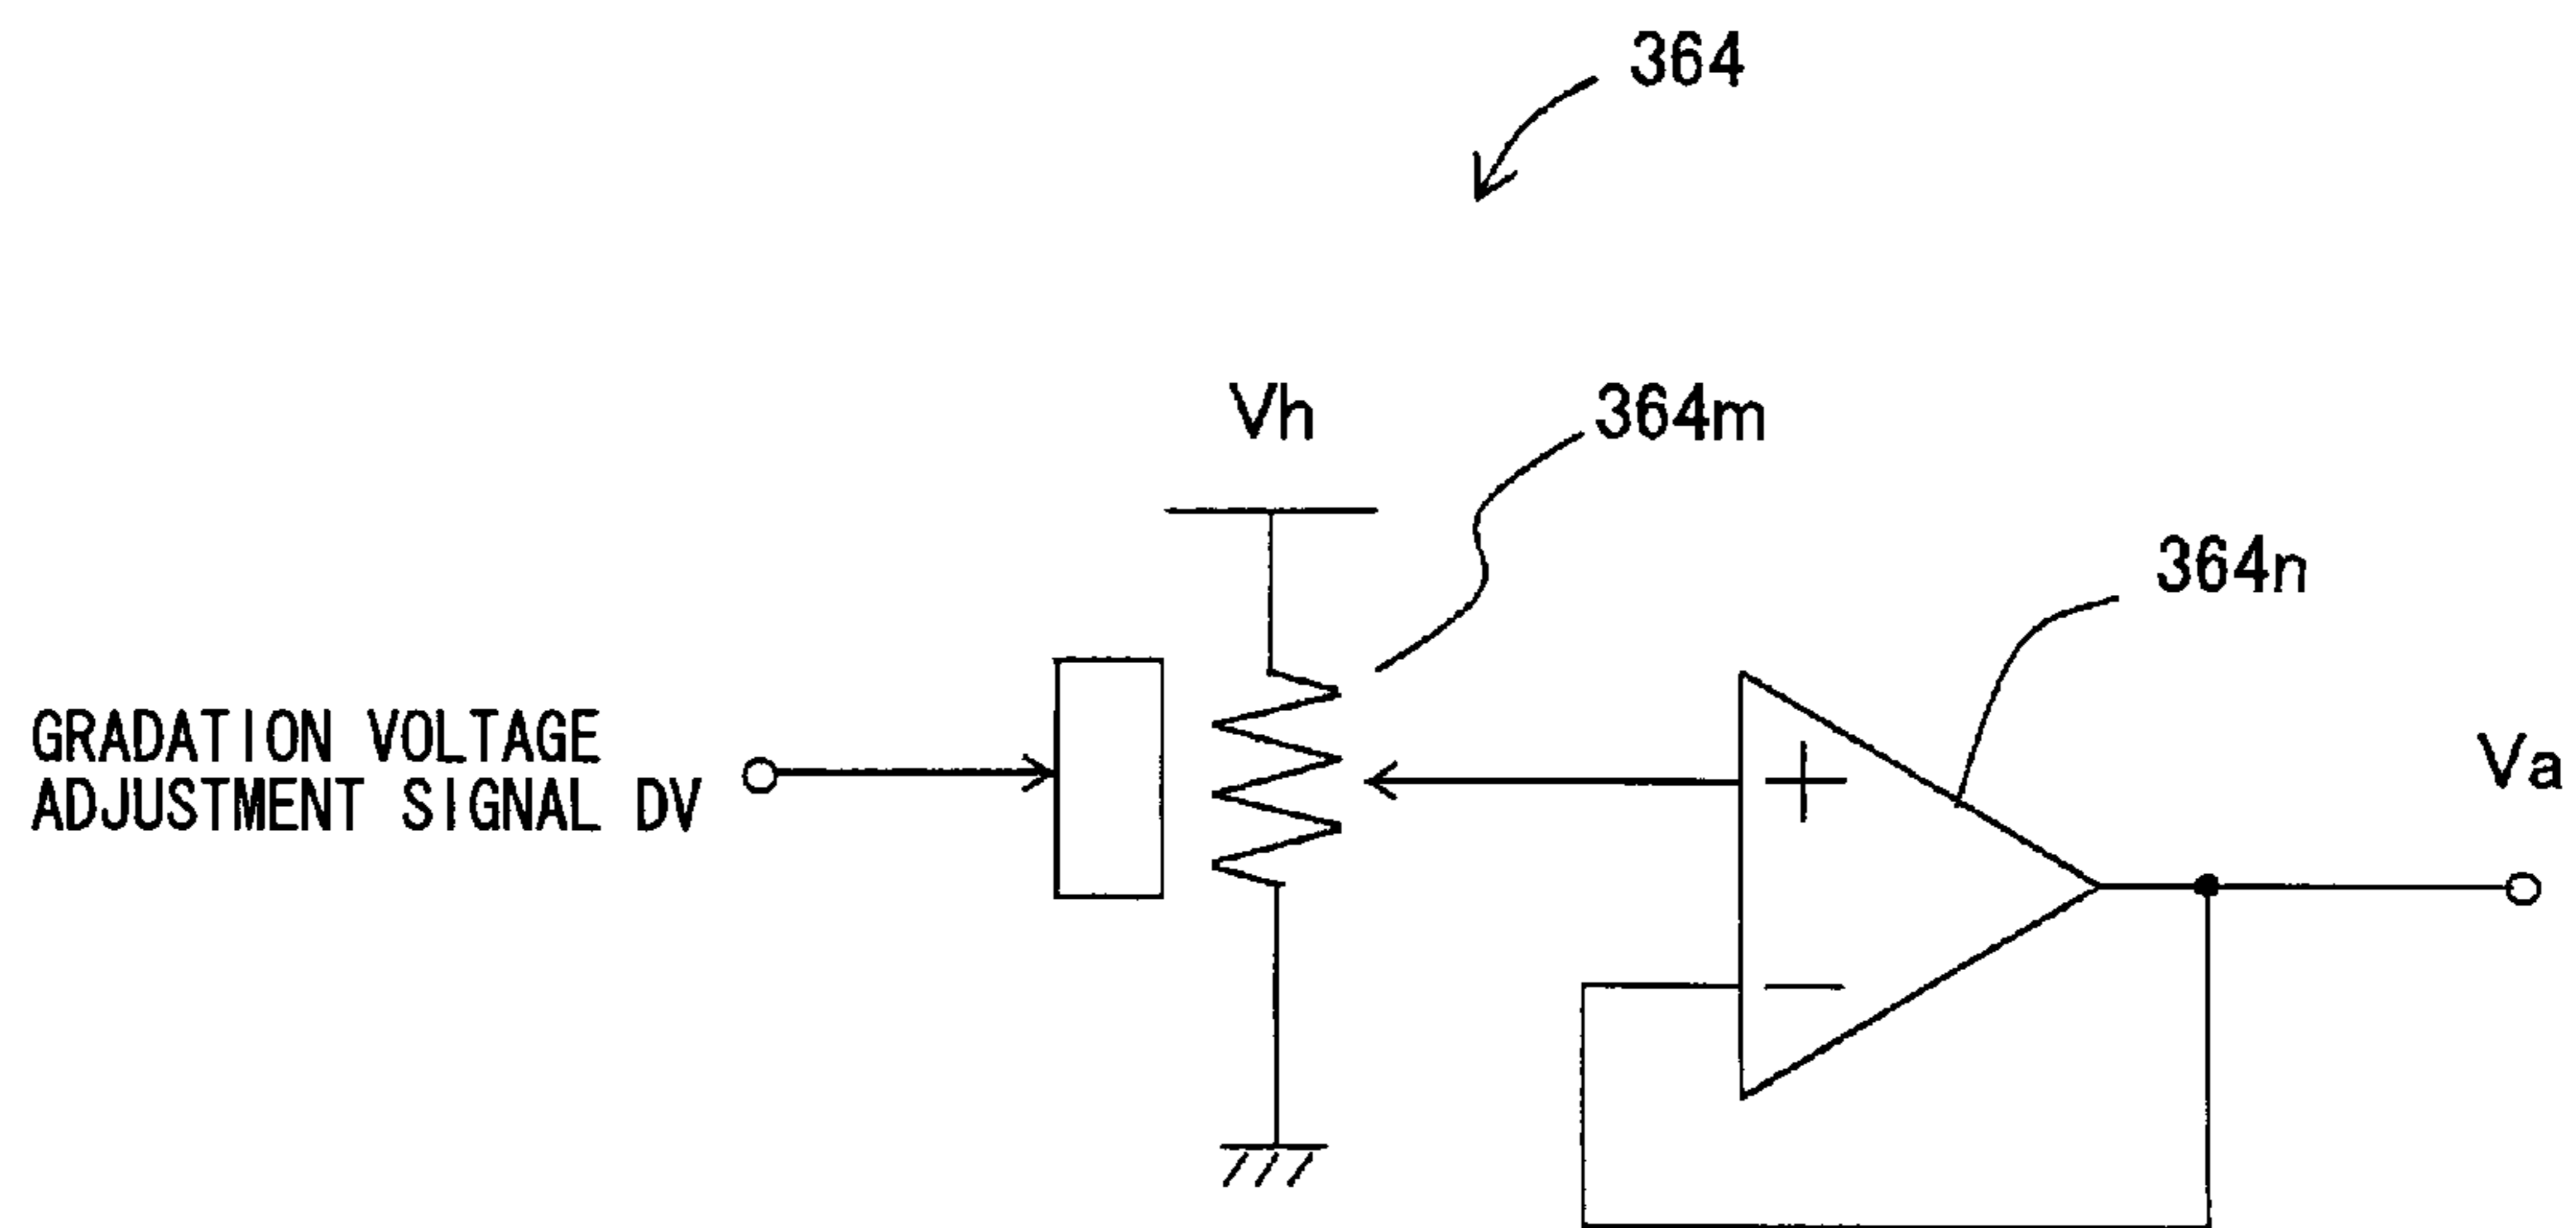 364
Vh
364m
364n
GRADATION VOLTAGE
ADJUSTMENT SIGNAL DV
+
−
Va